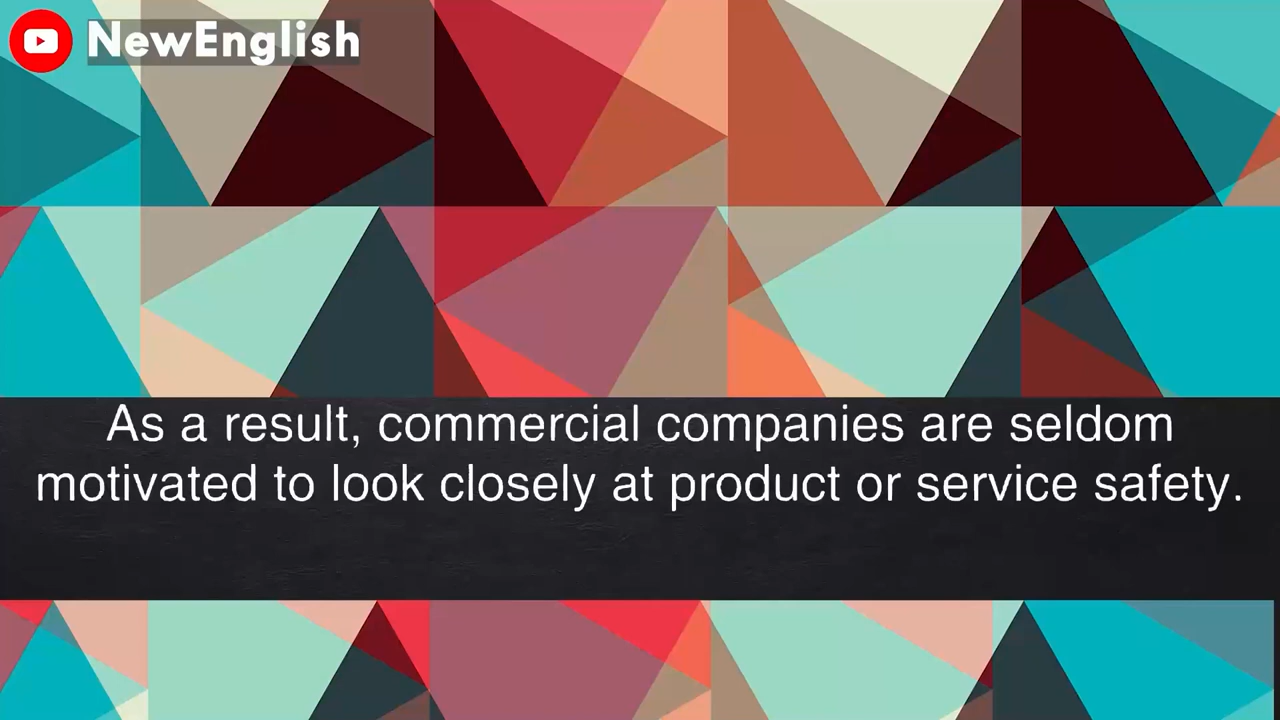 NewEnglish
As a result, commercial companies are seldom
motivated to look closely at product or service safety.